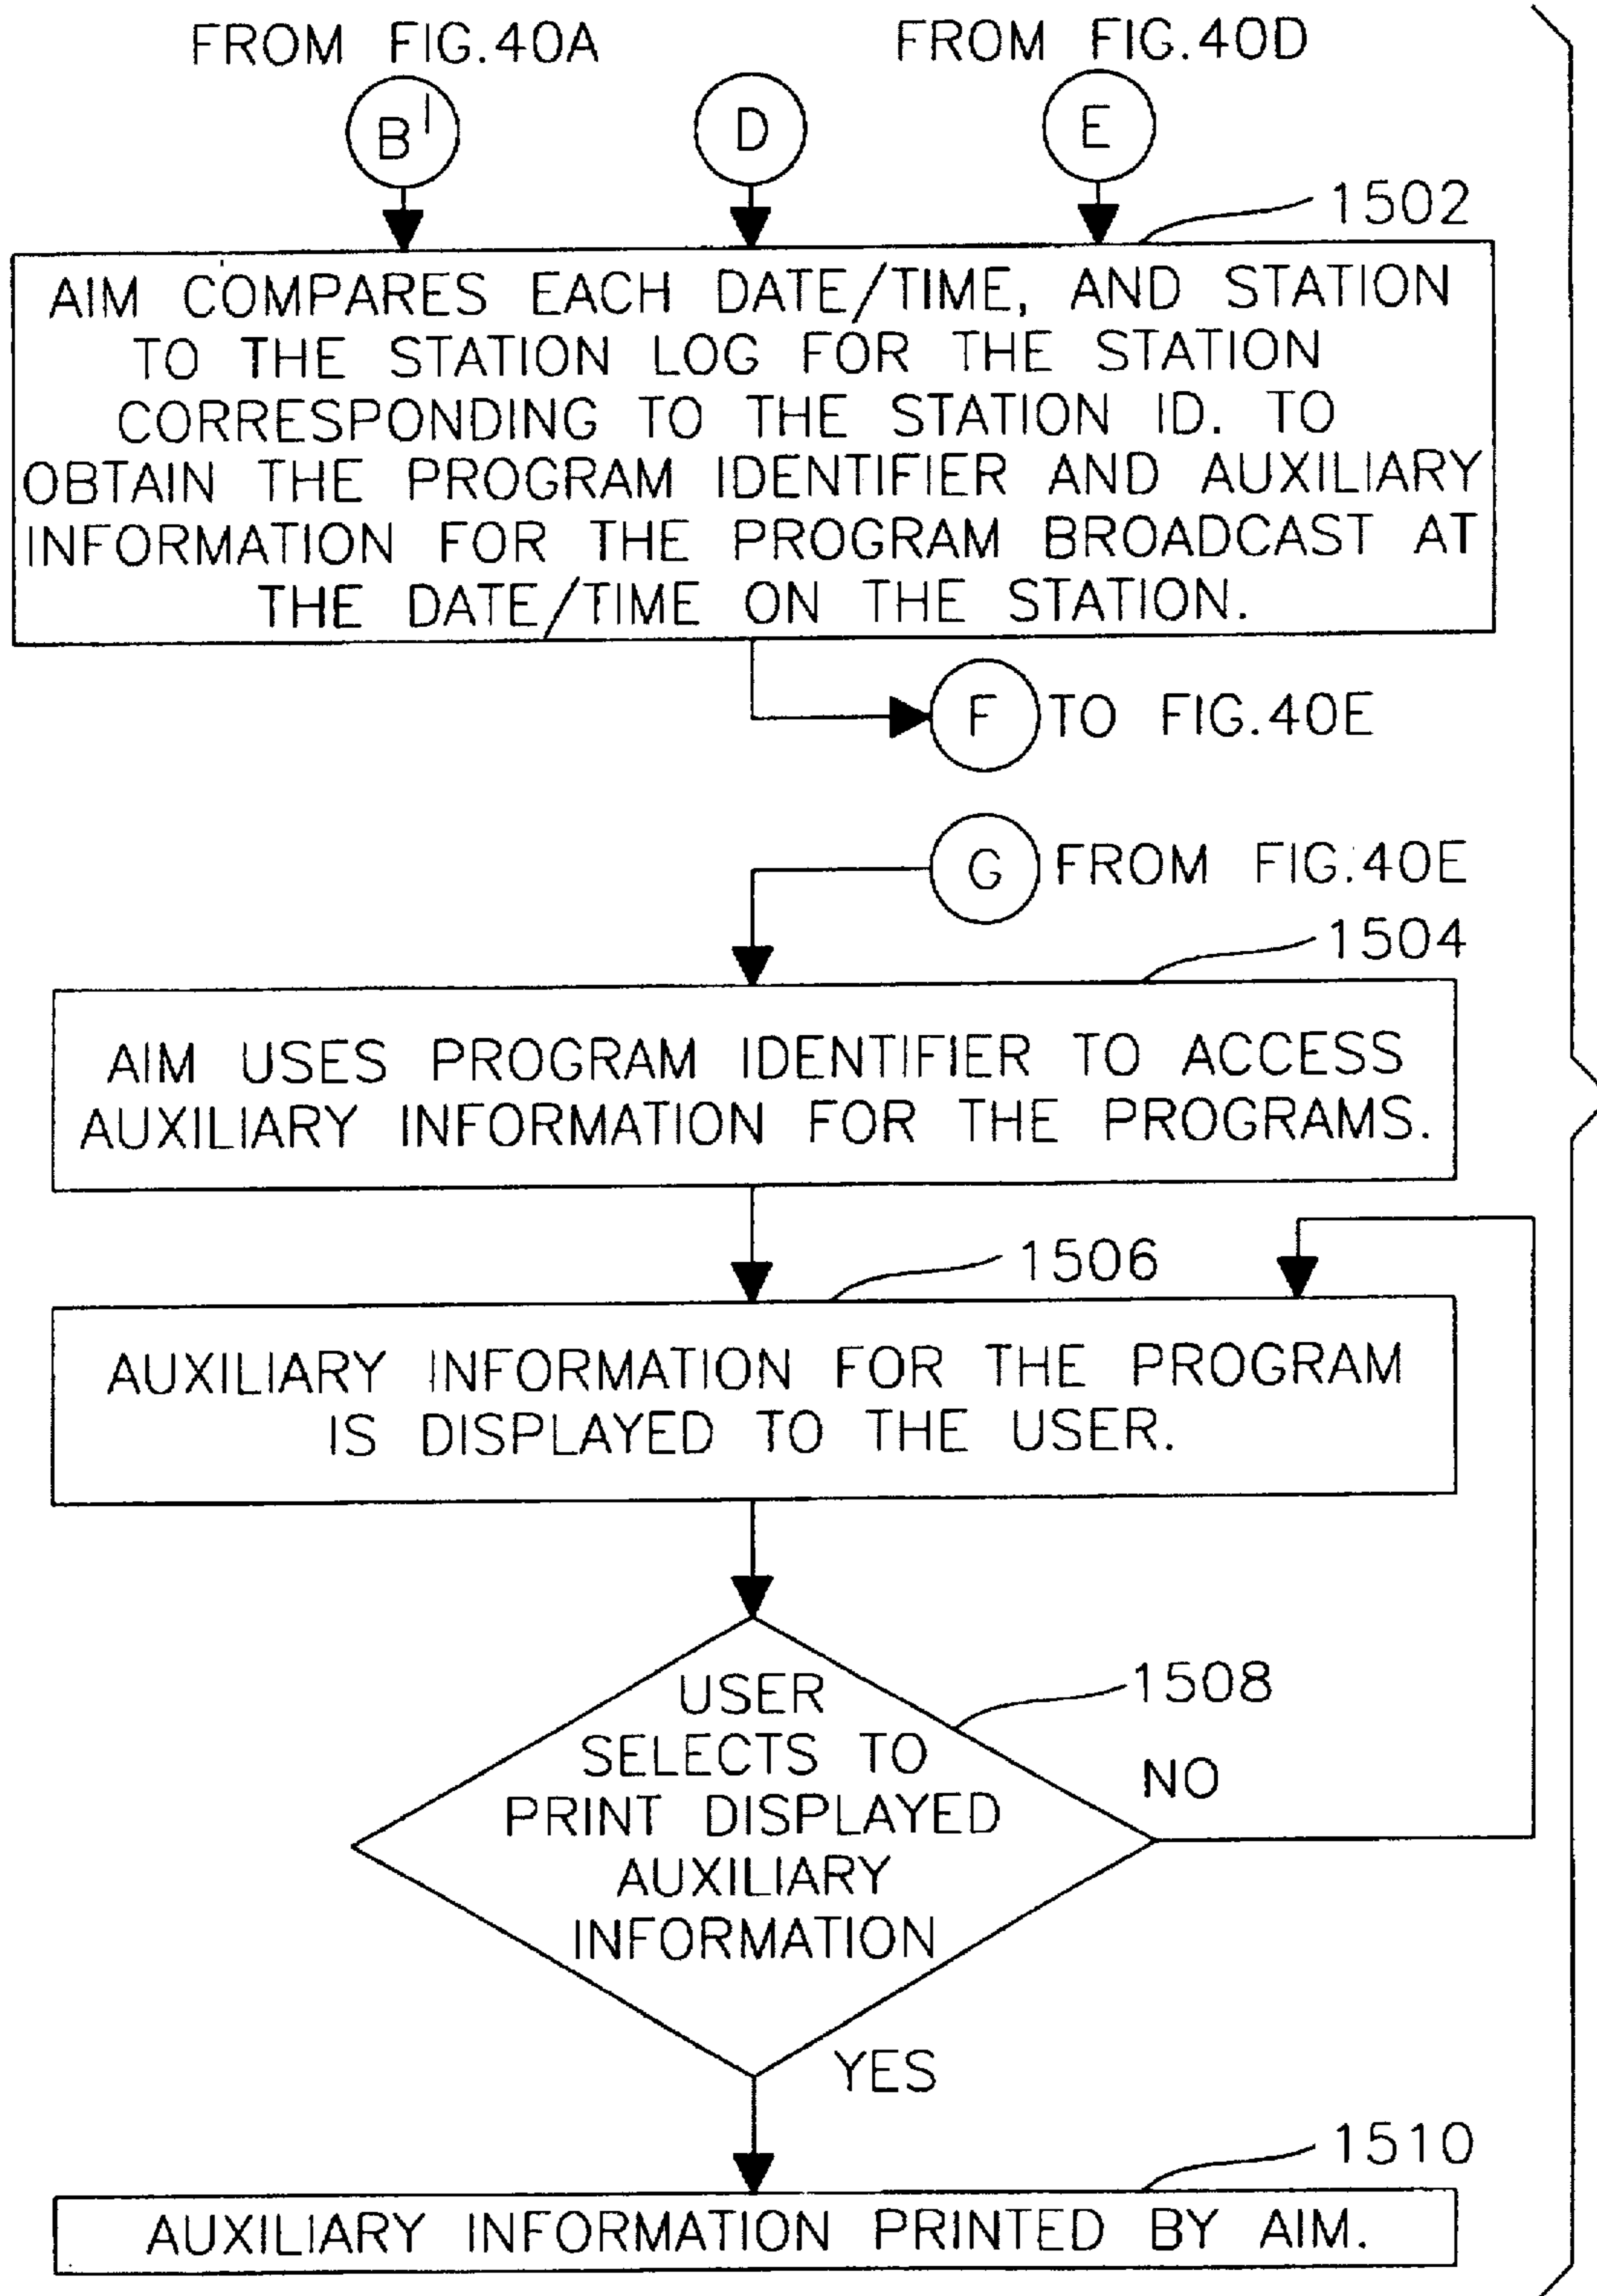 FROM FIG.40A
FROM FIG.40D
B'
D
E
1502
AIM COMPARES EACH DATE/TIME, AND STATION
TO THE STATION LOG FOR THE STATION
CORRESPONDING TO THE STATION ID. TO
OBTAIN THE PROGRAM IDENTIFIER AND AUXILIARY
INFORMATION FOR THE PROGRAM BROADCAST AT
THE DATE/TIME ON THE STATION.
F TO FIG.40E
G FROM FIG.40E
1504
AIM USES PROGRAM IDENTIFIER TO ACCESS
AUXILIARY INFORMATION FOR THE PROGRAMS.
1506
AUXILIARY INFORMATION FOR THE PROGRAM
IS DISPLAYED TO THE USER.
1508
USER
SELECTS TO
PRINT DISPLAYED
AUXILIARY
INFORMATION
NO
YES
1510
AUXILIARY INFORMATION PRINTED BY AIM.